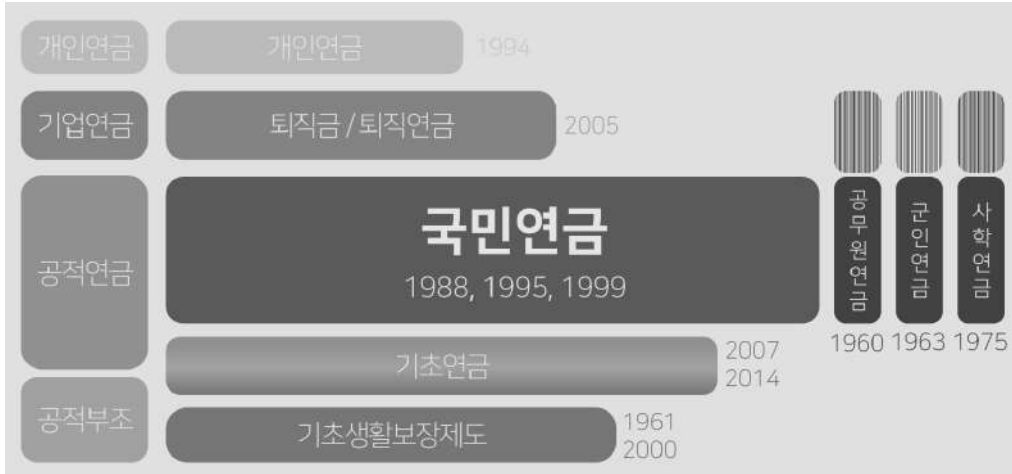 개인연금
개인연금 1994
기업연금
퇴직금 / 퇴직연금 2005
공적연금
국민연금
1988, 1995, 1999
공무원연금
군인연금
사학연금
1960 1963 1975
기초연금
2007
2014
공적부조
기초생활보장제도
1961
2000